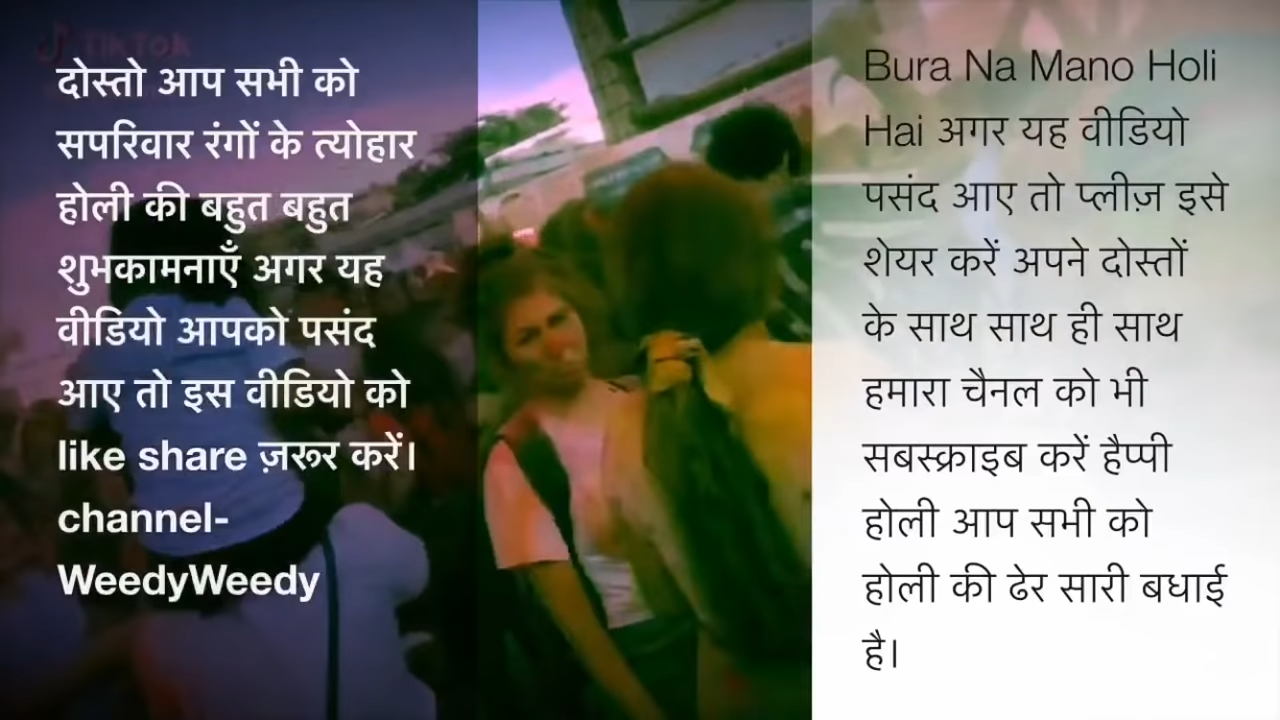 TikTok
दोस्तो आप सभी को
सपरिवार रंगों के त्योहार
होली की बहुत बहुत
शुभकामनाएँ अगर यह
वीडियो आपको पसंद
आए तो इस वीडियो को
like share ज़रूर करें।
channel-
WeedyWeedy
Bura Na Mano Holi
Hai अगर यह वीडियो
पसंद आए तो प्लीज़ इसे
शेयर करें अपने दोस्तों
के साथ साथ ही साथ
हमारा चैनल को भी
सबस्क्राइब करें हैप्पी
होली आप सभी को
होली की ढेर सारी बधाई
है।